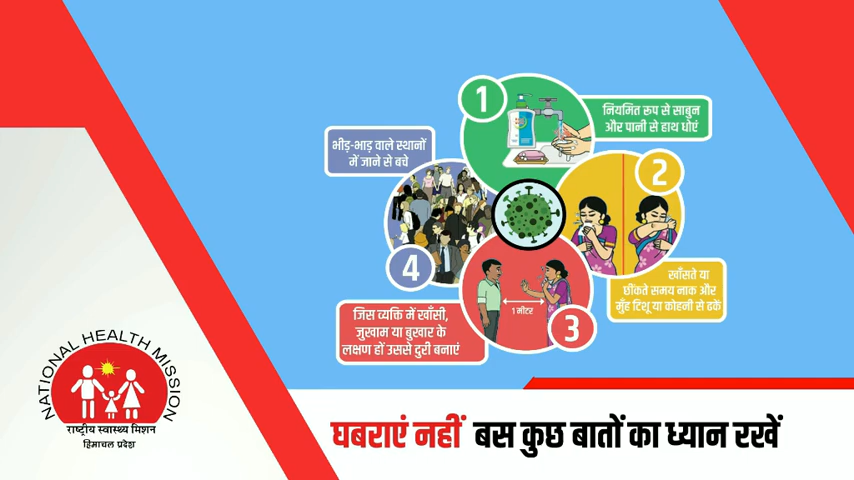 1
नियमित रूप से साबुन
और पानी से हाथ धोएं
2
खाँसते या
छींकते समय नाक और
मुँह टिशू या कोहनी से ढकें
1 मीटर
3
जिस व्यक्ति में खाँसी,
जुखाम या बुखार के
लक्षण हों उससे दुरी बनाएं
भीड़-भाड़ वाले स्थानों
में जाने से बचे
4
NATIONAL HEALTH MISSION
राष्ट्रीय स्वास्थ्य मिशन
हिमाचल प्रदेश
घबराएं नहीं बस कुछ बातों का ध्यान रखें